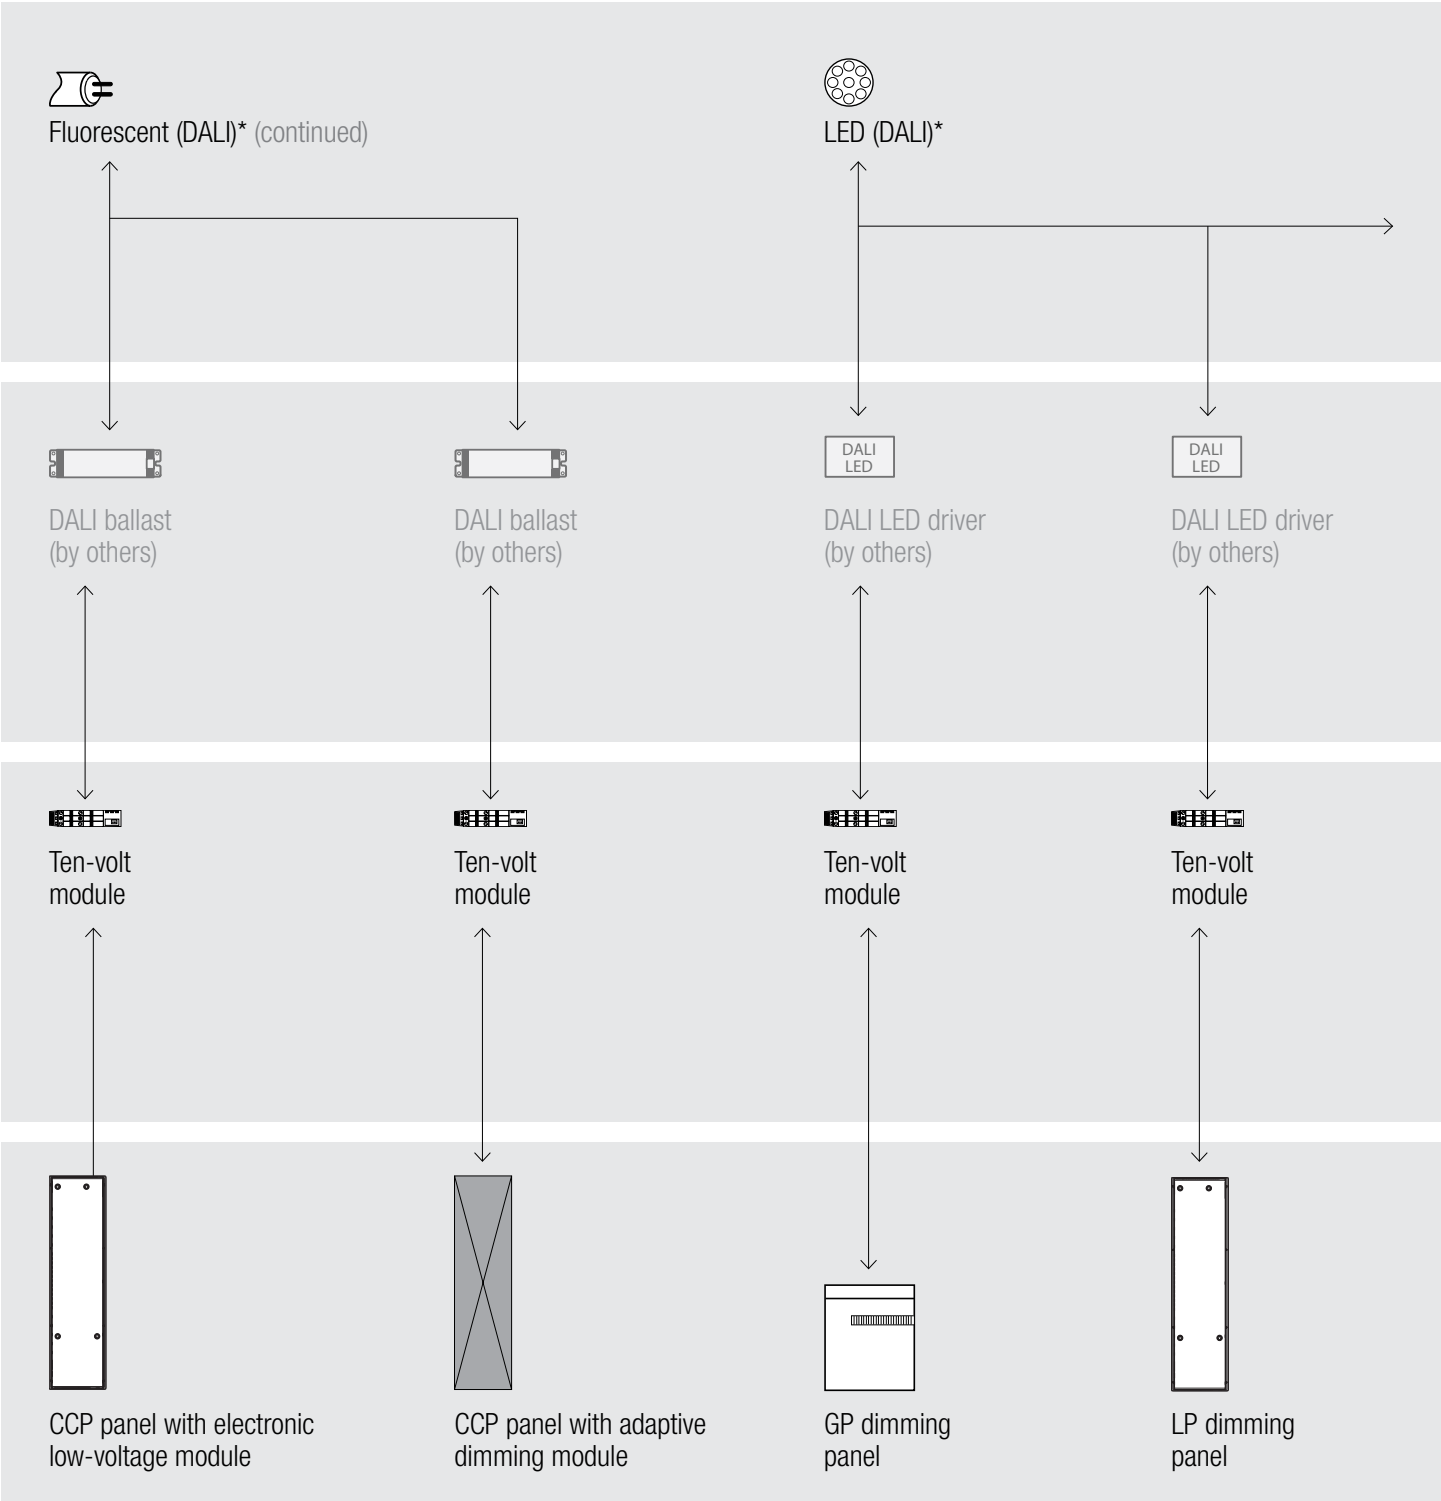 Fluorescent (DALI)* (continued)
LED (DALI)*
DALI
LED
DALI
LED
DALI ballast
(by others)
DALI ballast
(by others)
DALI LED driver
(by others)
DALI LED driver
(by others)
Ten-volt
module
Ten-volt
module
Ten-volt
module
Ten-volt
module
CCP panel with electronic
low-voltage module
CCP panel with adaptive
dimming module
GP dimming
panel
LP dimming
panel